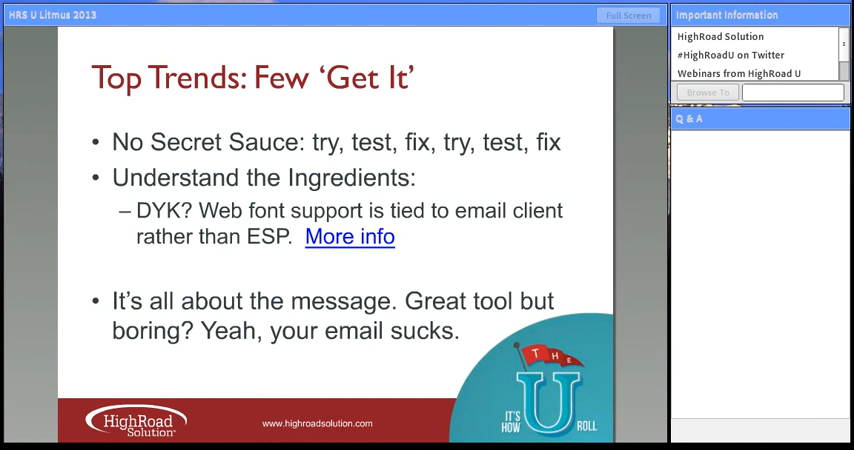 HRS U Litmus 2013
Full Screen
Top Trends: Few ‘Get It’
• No Secret Sauce: try, test, fix, try, test, fix
• Understand the Ingredients:
– DYK? Web font support is tied to email client
rather than ESP. More info
• It’s all about the message. Great tool but
boring? Yeah, your email sucks.
THE
U
IT'S
HOW
ROLL
HighRoad
Solution
www.highroadsolution.com
Important Information
HighRoad Solution
#HighRoadU on Twitter
Webinars from HighRoad U
Browse To
Q & A